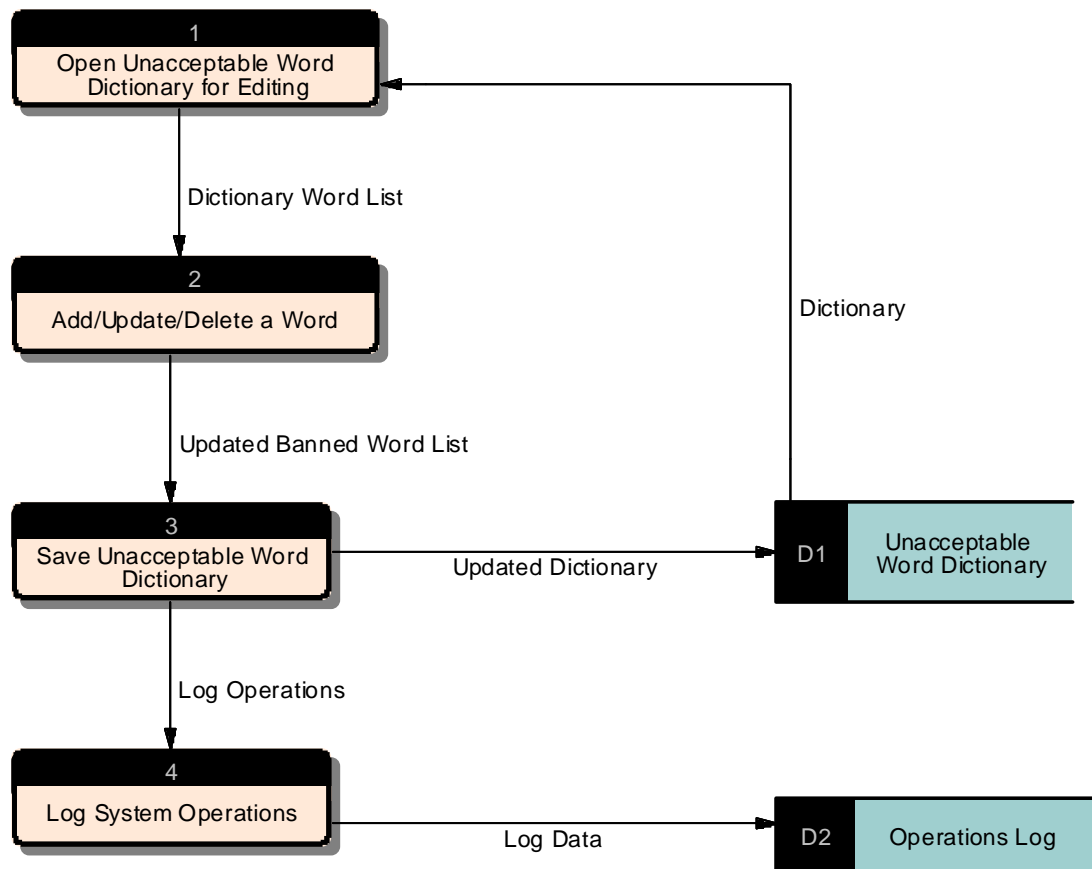 1
Open Unacceptable Word
Dictionary for Editing
Dictionary Word List
2
Add/Update/Delete a Word
Dictionary
Updated Banned Word List
3
Save Unacceptable Word
Dictionary
Updated Dictionary
D1
Unacceptable
Word Dictionary
Log Operations
4
Log System Operations
Log Data
D2
Operations Log